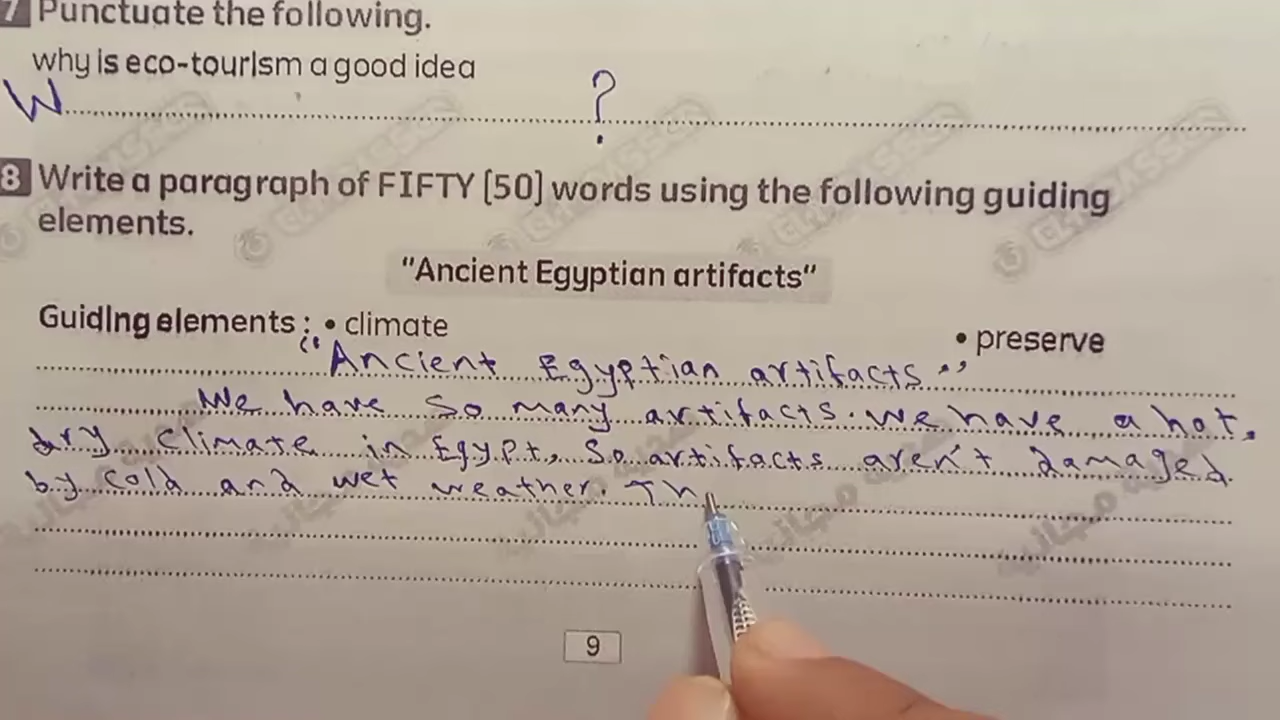 7 Punctuate the following.
why is eco-tourism a good idea
W ?
8 Write a paragraph of FIFTY [50] words using the following guiding
elements.
"Ancient Egyptian artifacts"
Guiding elements : • climate • preserve
"Ancient Egyptian artifacts"
We have so many artifacts. We have a hot,
dry climate in Egypt, So artifacts aren't damaged
by cold and wet weather. Th
9